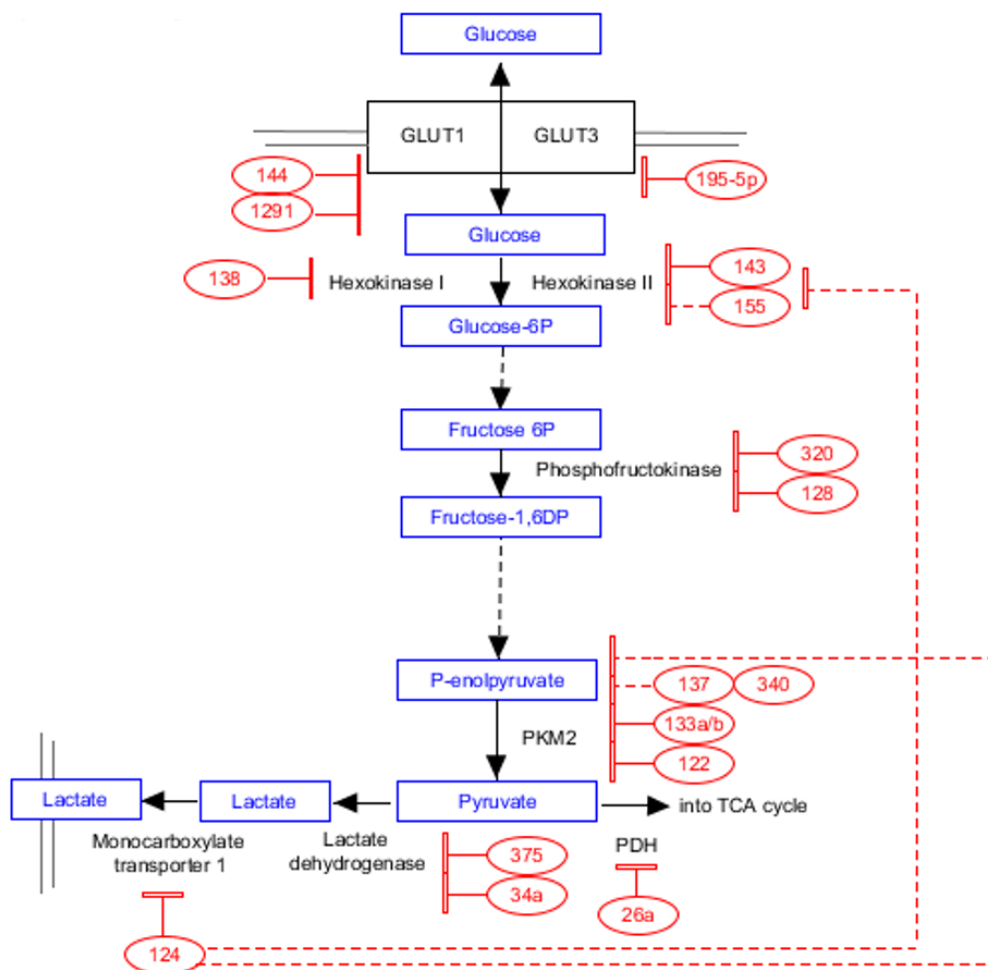 Glucose
GLUT1
GLUT3
144
195-5p
1291
Glucose
138
Hexokinase I
Hexokinase II
143
155
Glucose-6P
Fructose 6P
Phosphofructokinase
320
128
Fructose-1,6DP
P-enolpyruvate
137
340
133a/b
PKM2
122
Lactate
Lactate
Pyruvate
into TCA cycle
Monocarboxylate
transporter 1
Lactate
dehydrogenase
375
34a
PDH
26a
124